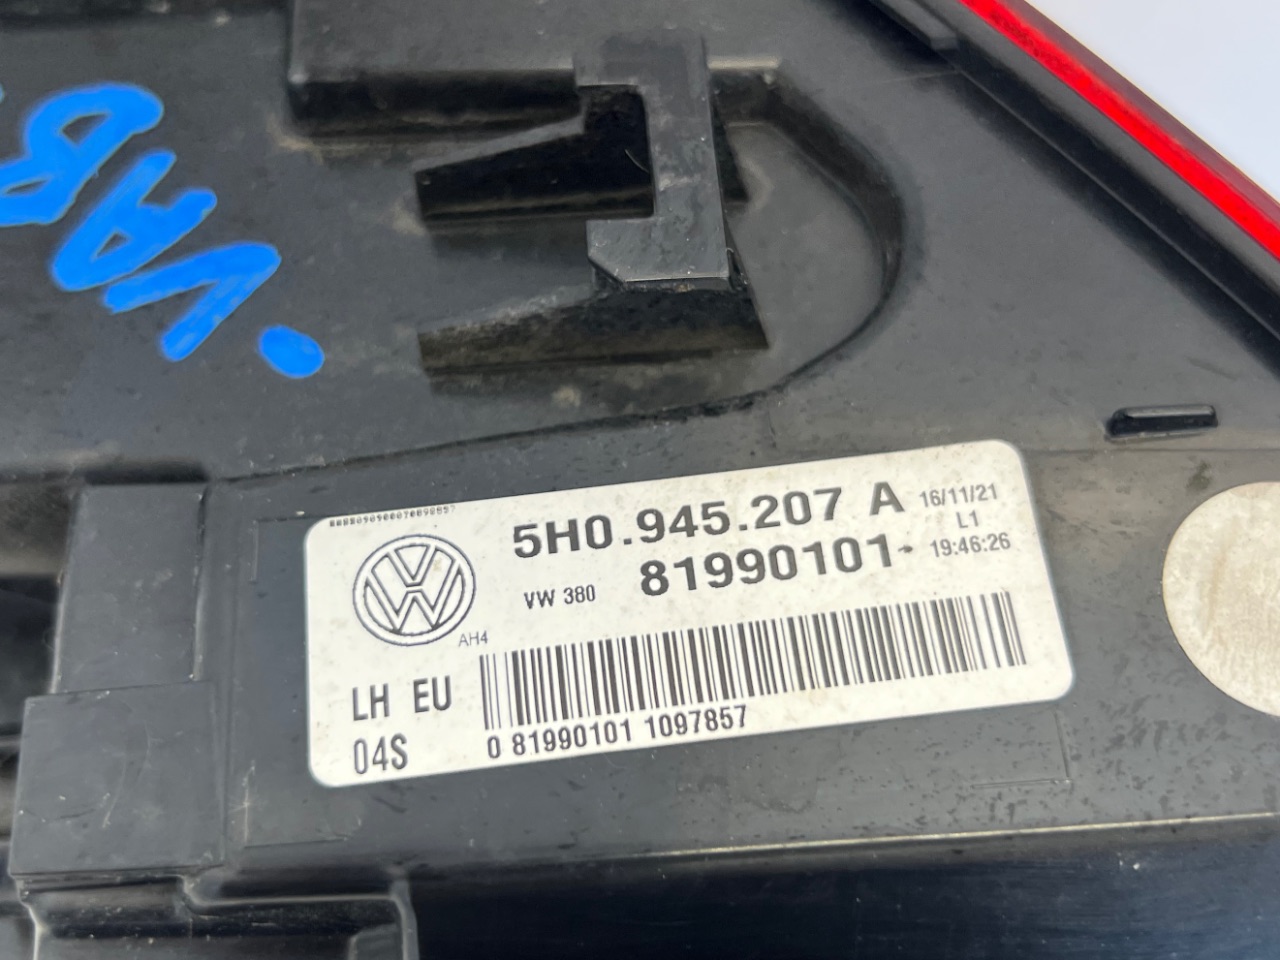 5H0.945.207 A
16/11/21
L1
81990101-
19:46:26
VW 380
AH4
LH EU
04S
0 81990101 1097857